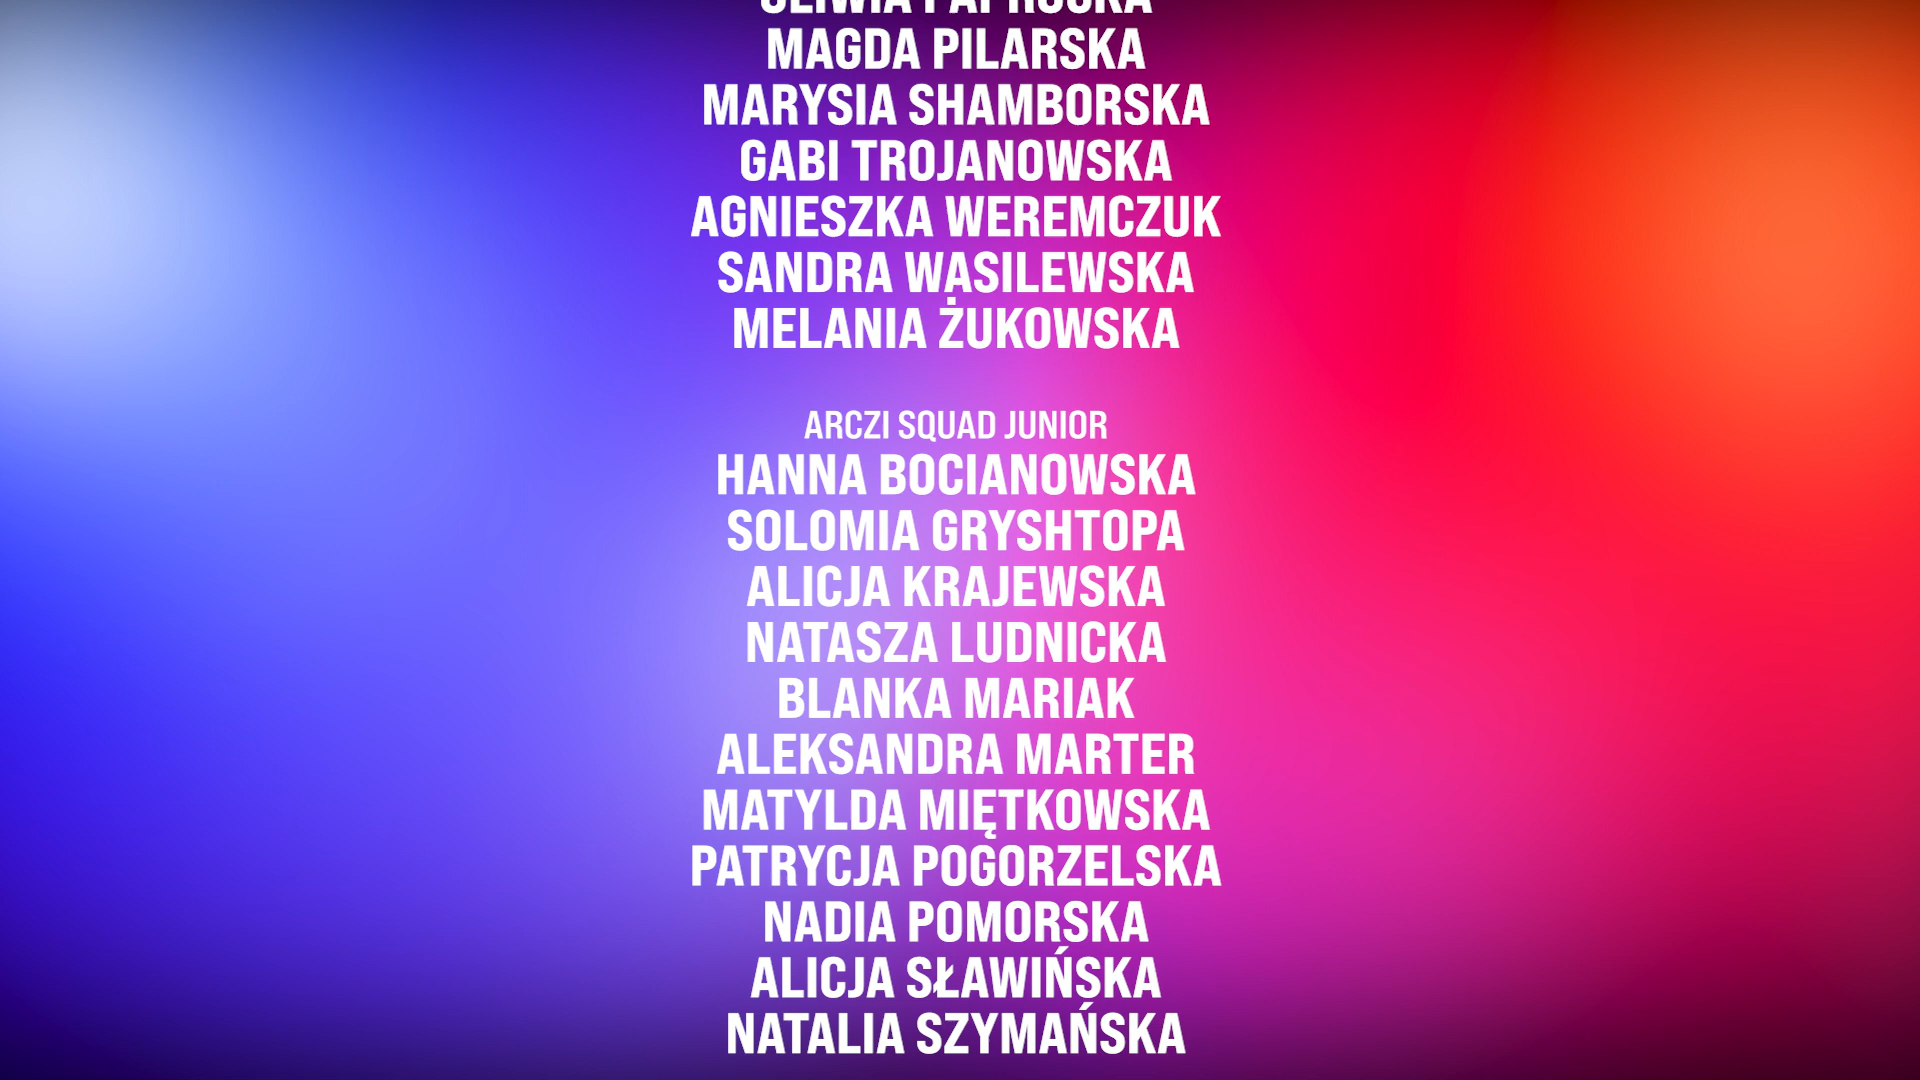 MAGDA PILARSKA
MARYSIA SHAMBORSKA
GABI TROJANOWSKA
AGNIESZKA WEREMCZUK
SANDRA WASILEWSKA
MELANIA ŻUKOWSKA
ARCZI SQUAD JUNIOR
HANNA BOCIANOWSKA
SOLOMIA GRYSHTOPA
ALICJA KRAJEWSKA
NATASZA LUDNICKA
BLANKA MARIAK
ALEKSANDRA MARTER
MATYLDA MIĘTKOWSKA
PATRYCJA POGORZELSKA
NADIA POMORSKA
ALICJA SŁAWIŃSKA
NATALIA SZYMAŃSKA